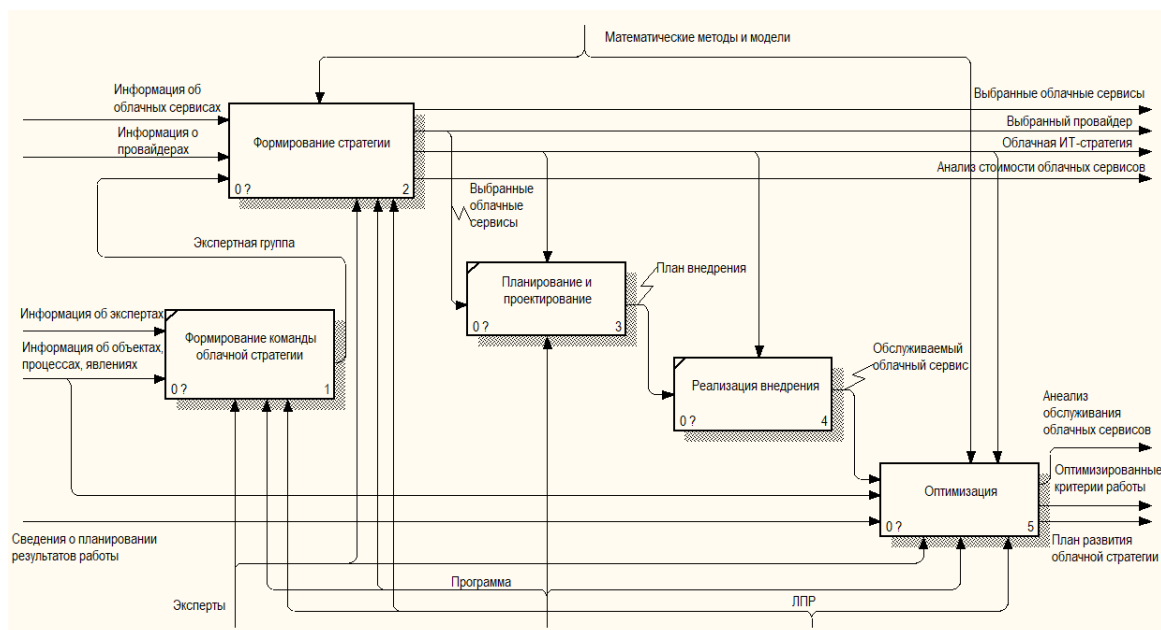 Математические методы и модели
Информация об
облачных сервисах
Информация о
провайдерах
Формирование стратегии
0 ?
2
Выбранные облачные сервисы
Выбранный провайдер
Облачная ИТ-стратегия
Анализ стоимости облачных сервисов
Выбранные
облачные
сервисы
Экспертная группа
Планирование и
проектирование
0 ?
3
План внедрения
Информация об экспертах
Информация об объектах,
процессах, явлениях
Формирование команды
облачной стратегии
0 ?
1
Обслуживаемый
облачный сервис
Реализация внедрения
0 ?
4
Анеализ
обслуживания
облачных сервисов
Оптимизация
0 ?
5
Оптимизированные
критерии работы
План развития
облачной стратегии
Сведения о планировании
результатов работы
Программа
Эксперты
ЛПР